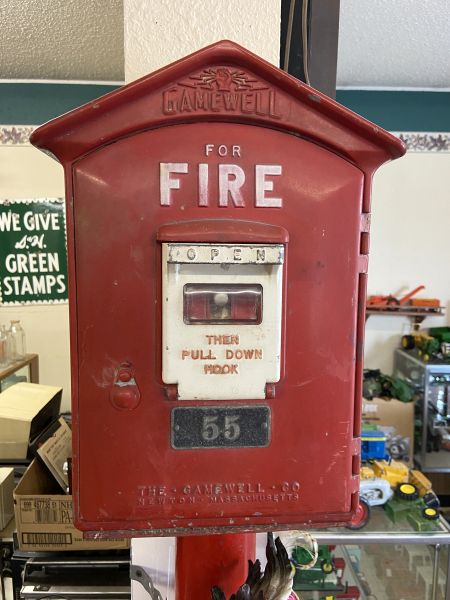 GAMEWELL
FOR
FIRE
OPEN
THEN
PULL DOWN
HOOK
55
THE - GAMEWELL - CO
NEWTON - MASSACHUSETTS
WE GIVE
S&H
GREEN
STAMPS